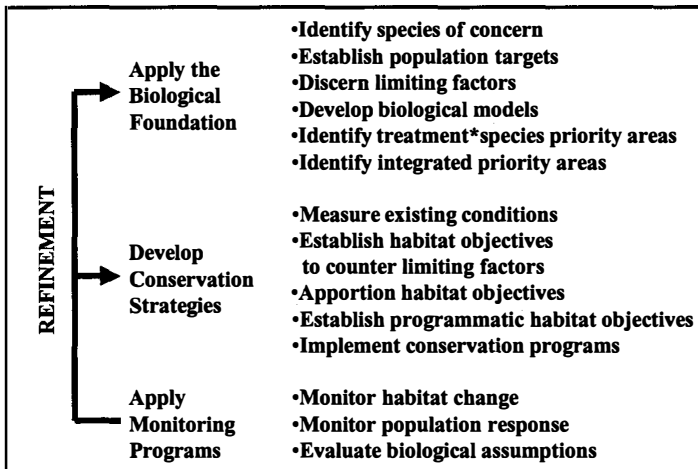 REFINEMENT
Apply the
Biological
Foundation
•Identify species of concern
•Establish population targets
•Discern limiting factors
•Develop biological models
•Identify treatment*species priority areas
•Identify integrated priority areas
Develop
Conservation
Strategies
•Measure existing conditions
•Establish habitat objectives
to counter limiting factors
•Apportion habitat objectives
•Establish programmatic habitat objectives
•Implement conservation programs
Apply
Monitoring
Programs
•Monitor habitat change
•Monitor population response
•Evaluate biological assumptions